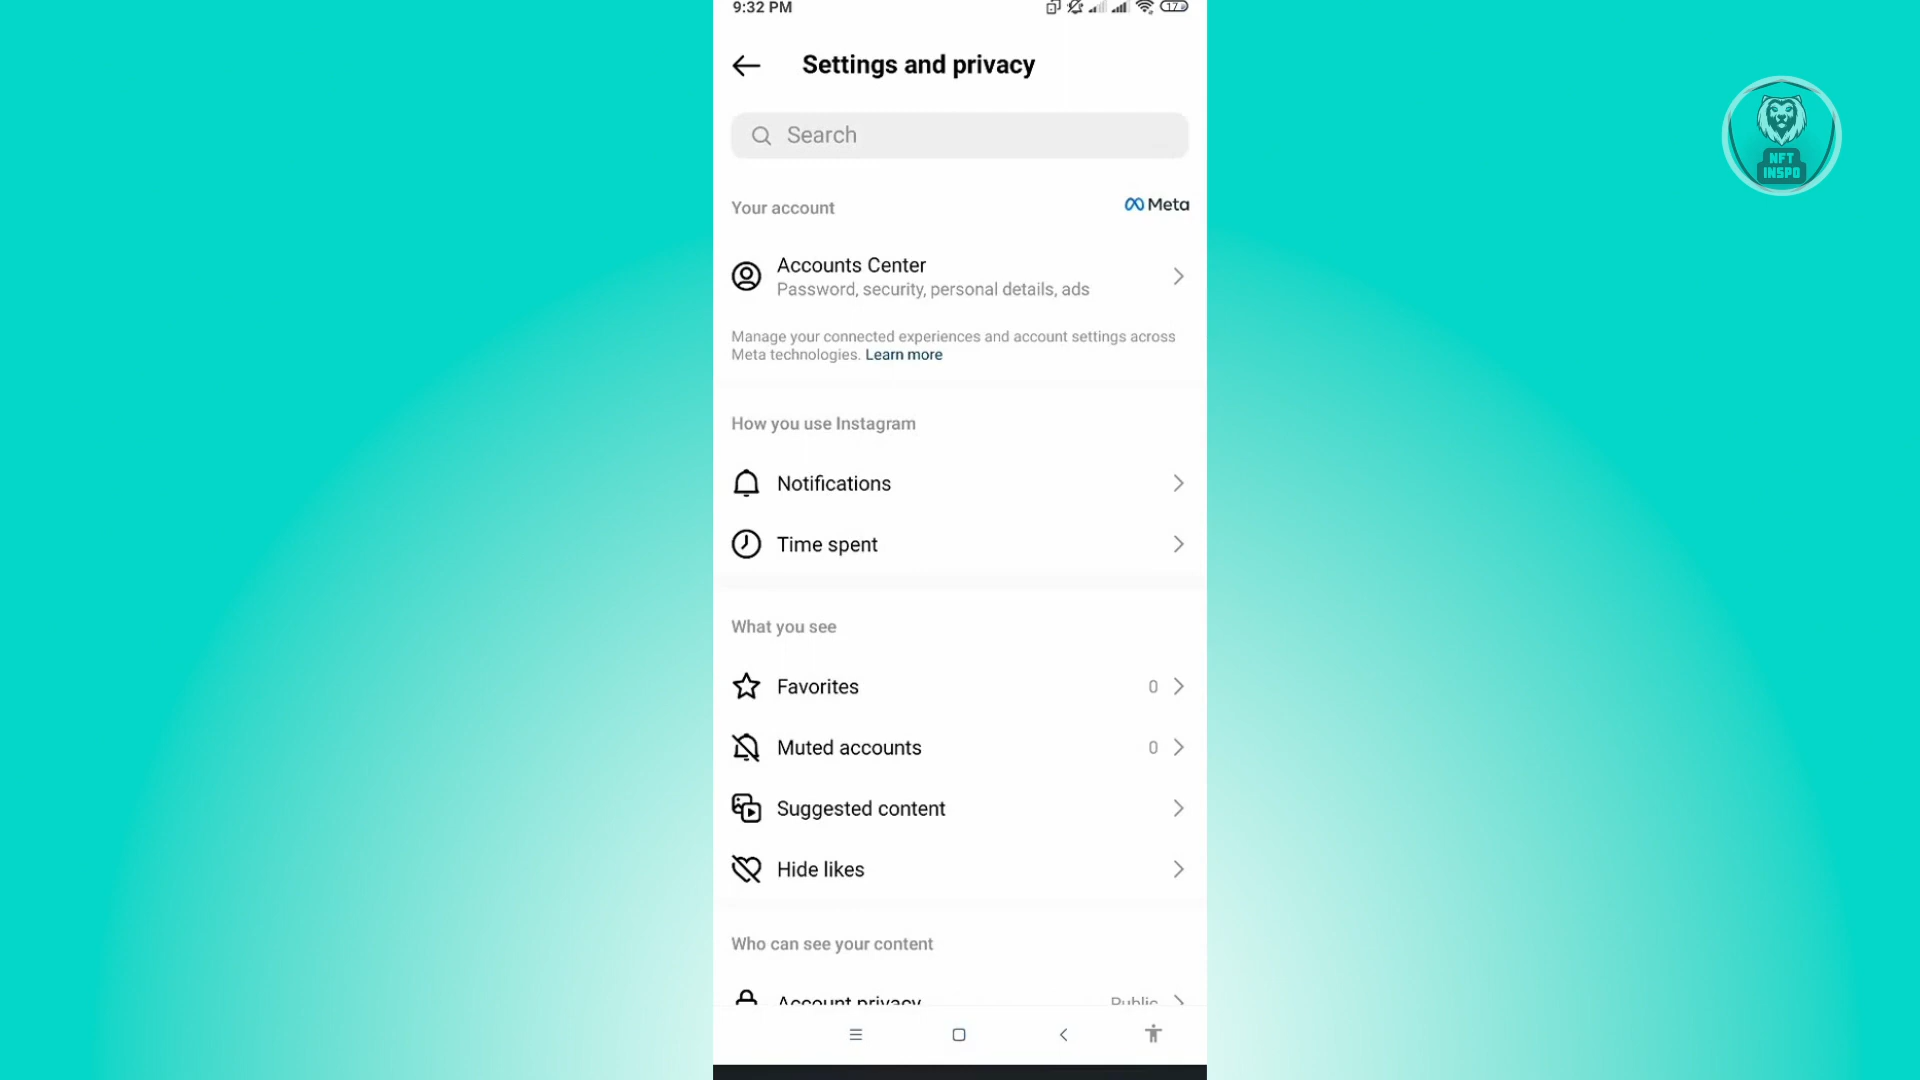 9:32 PM
17
Settings and privacy
Search
Your account
Meta
Accounts Center
Password, security, personal details, ads
Manage your connected experiences and account settings across
Meta technologies. Learn more
How you use Instagram
Notifications
Time spent
What you see
Favorites 0
Muted accounts 0
Suggested content
Hide likes
Who can see your content
Account privacy Public
NFT
INSPO